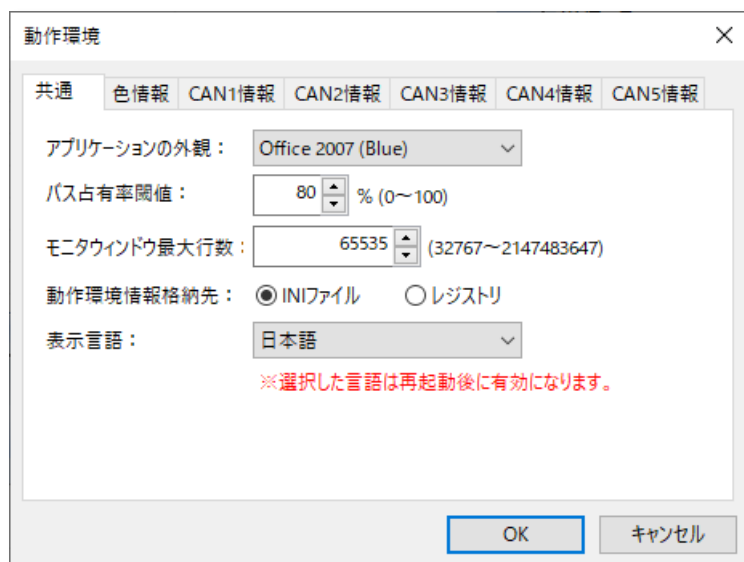 動作環境
共通 色情報 CAN1情報 CAN2情報 CAN3情報 CAN4情報 CAN5情報
アプリケーションの外観： Office 2007 (Blue)
バス占有率閾値： 80 % (0～100)
モニタウィンドウ最大行数： 65535 (32767～2147483647)
動作環境情報格納先： INIファイル レジストリ
表示言語： 日本語
※選択した言語は再起動後に有効になります。
OK キャンセル